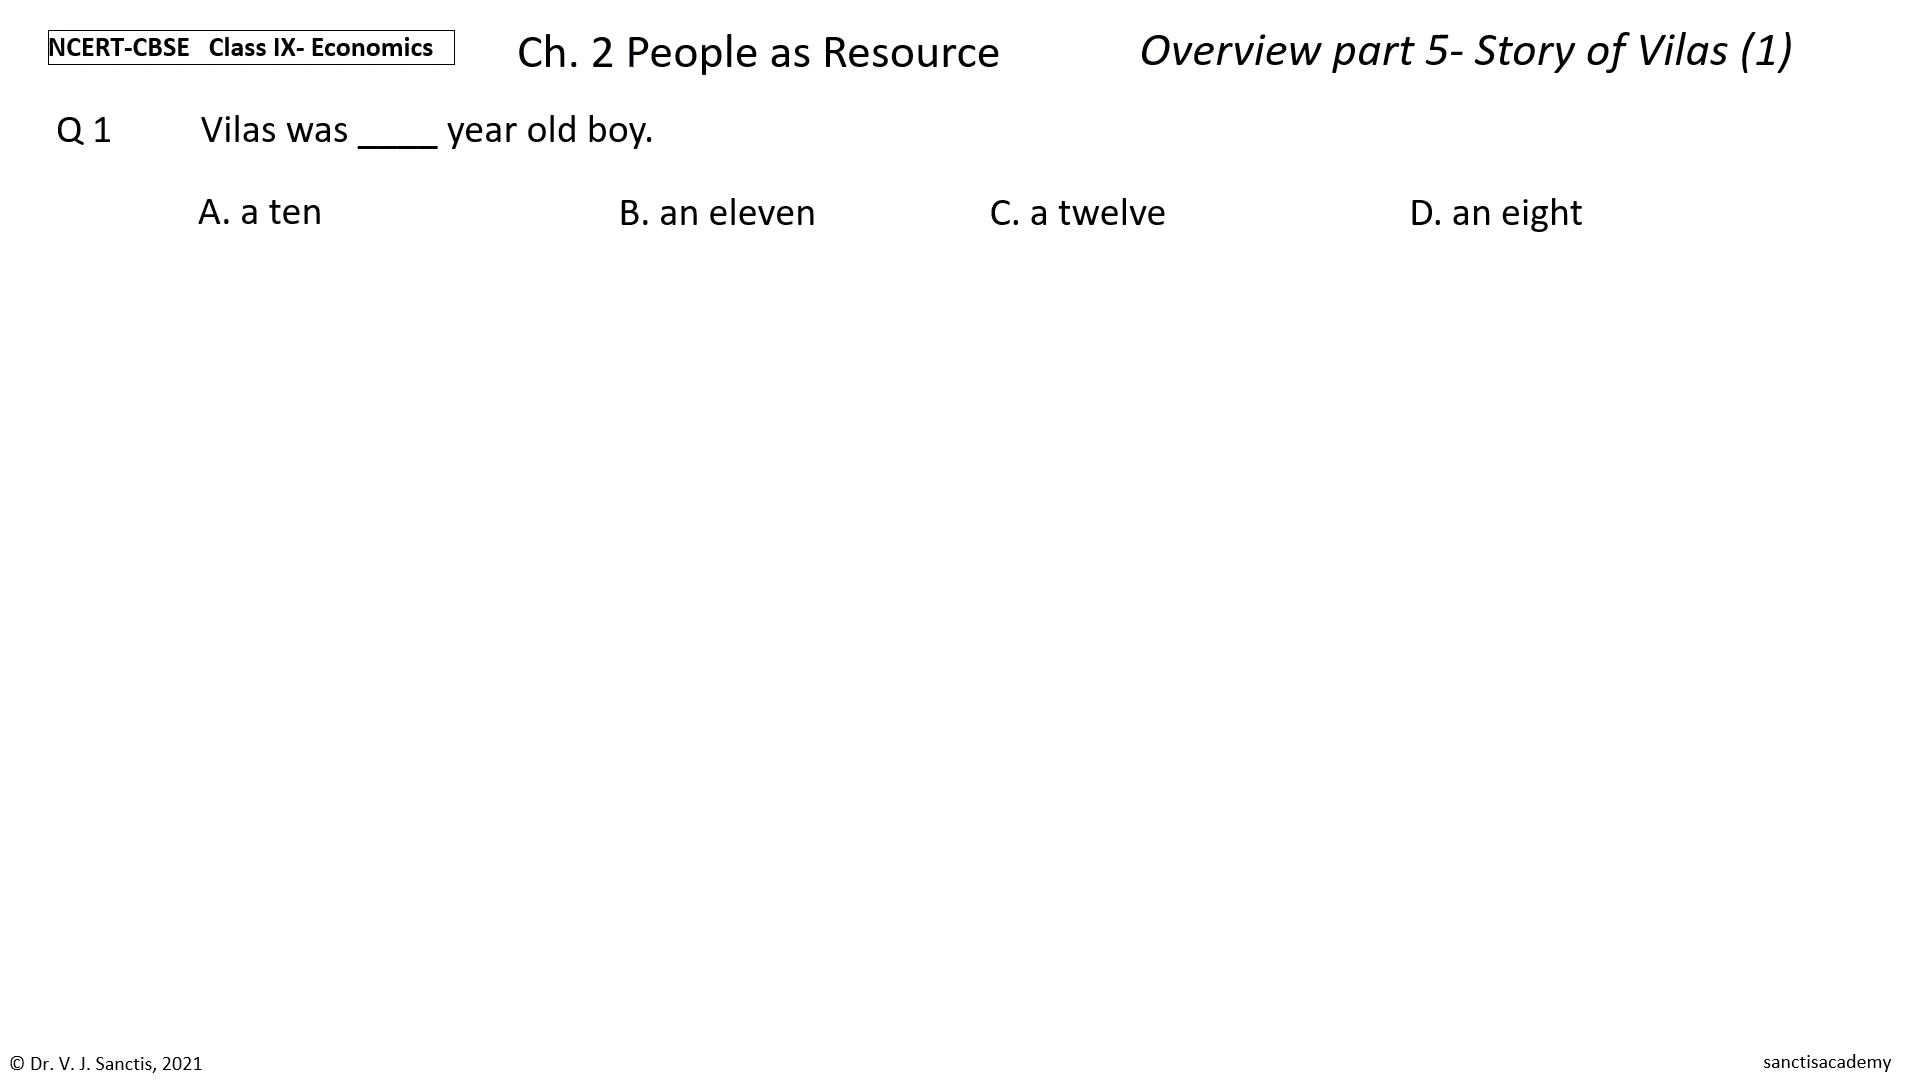 NCERT-CBSE Class IX- Economics
Ch. 2 People as Resource
Overview part 5- Story of Vilas (1)
Q 1 Vilas was ____ year old boy.
A. a ten B. an eleven C. a twelve D. an eight
© Dr. V. J. Sanctis, 2021
sanctisacademy